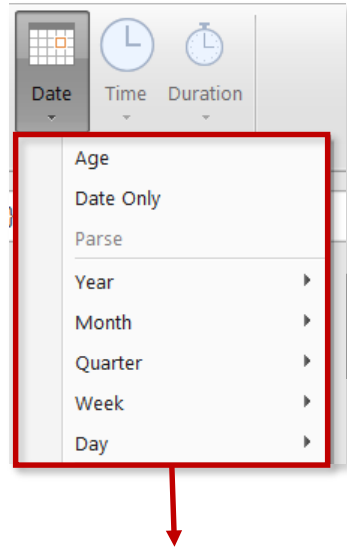 Date Time Duration
Age
Date Only
Parse
Year
Month
Quarter
Week
Day